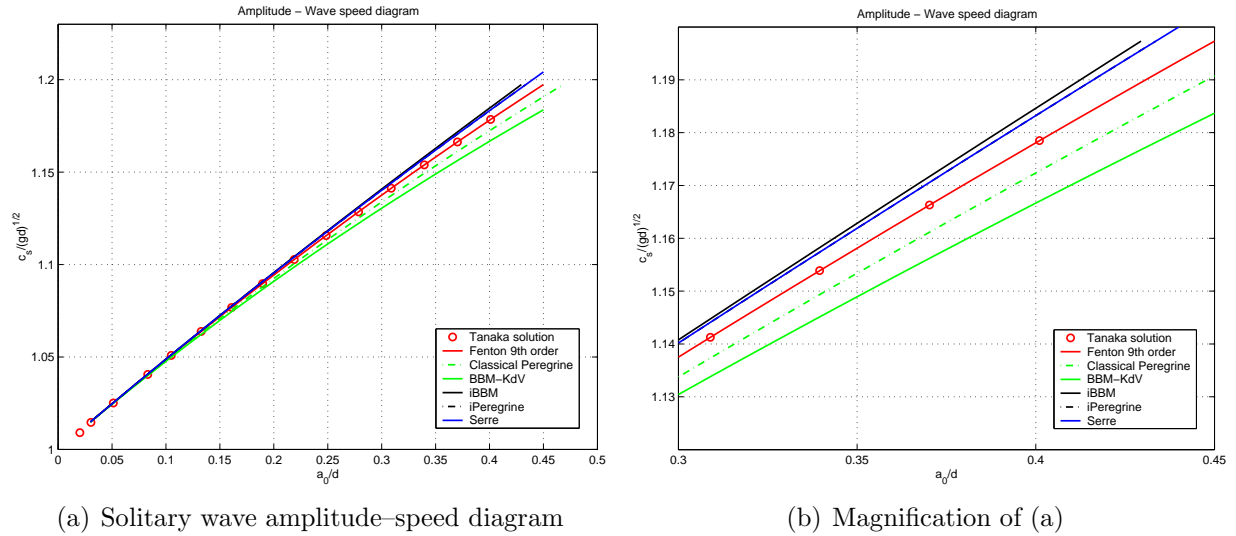 Amplitude − Wave speed diagram
1.2
1.15
1.1
1.05
1
c_s/(gd)^{1/2}
0
0.05
0.1
0.15
0.2
0.25
0.3
0.35
0.4
0.45
0.5
a_0/d
Tanaka solution
Fenton 9th order
Classical Peregrine
BBM−KdV
iBBM
iPeregrine
Serre
(a) Solitary wave amplitude–speed diagram
Amplitude − Wave speed diagram
1.19
1.18
1.17
1.16
1.15
1.14
1.13
c_s/(gd)^{1/2}
0.3
0.35
0.4
0.45
a_0/d
Tanaka solution
Fenton 9th order
Classical Peregrine
BBM−KdV
iBBM
iPeregrine
Serre
(b) Magnification of (a)